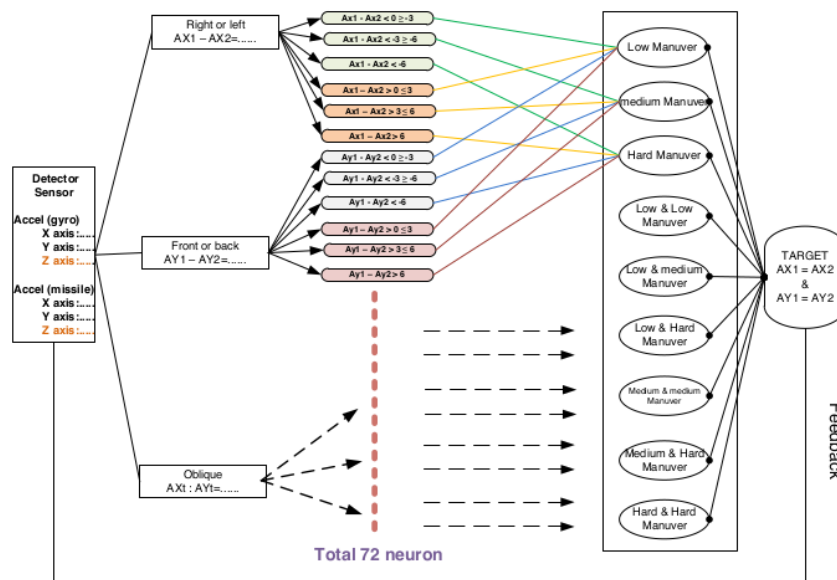 Detector
Sensor
Accel (gyro)
X axis:.....
Y axis:.....
Z axis:.....
Accel (missile)
X axis:.....
Y axis:.....
Z axis:.....
Right or left
AX1 – AX2=......
Front or back
AY1 – AY2=......
Oblique
AXt : AYt=......
Ax1 - Ax2 < 0 ≥ -3
Ax1 - Ax2 < -3 ≥ -6
Ax1 - Ax2 < -6
Ax1 – Ax2 > 0 ≤ 3
Ax1 – Ax2 > 3 ≤ 6
Ax1 – Ax2 > 6
Ay1 - Ay2 < 0 ≥ -3
Ay1 - Ay2 < -3 ≥ -6
Ay1 - Ay2 < -6
Ay1 – Ay2 > 0 ≤ 3
Ay1 – Ay2 > 3 ≤ 6
Ay1 – Ay2 > 6
Total 72 neuron
Low Manuver
medium Manuver
Hard Manuver
Low & Low
Manuver
Low & medium
Manuver
Low & Hard
Manuver
Medium & medium
Manuver
Medium & Hard
Manuver
Hard & Hard
Manuver
TARGET
AX1 = AX2
&
AY1 = AY2
Feedback